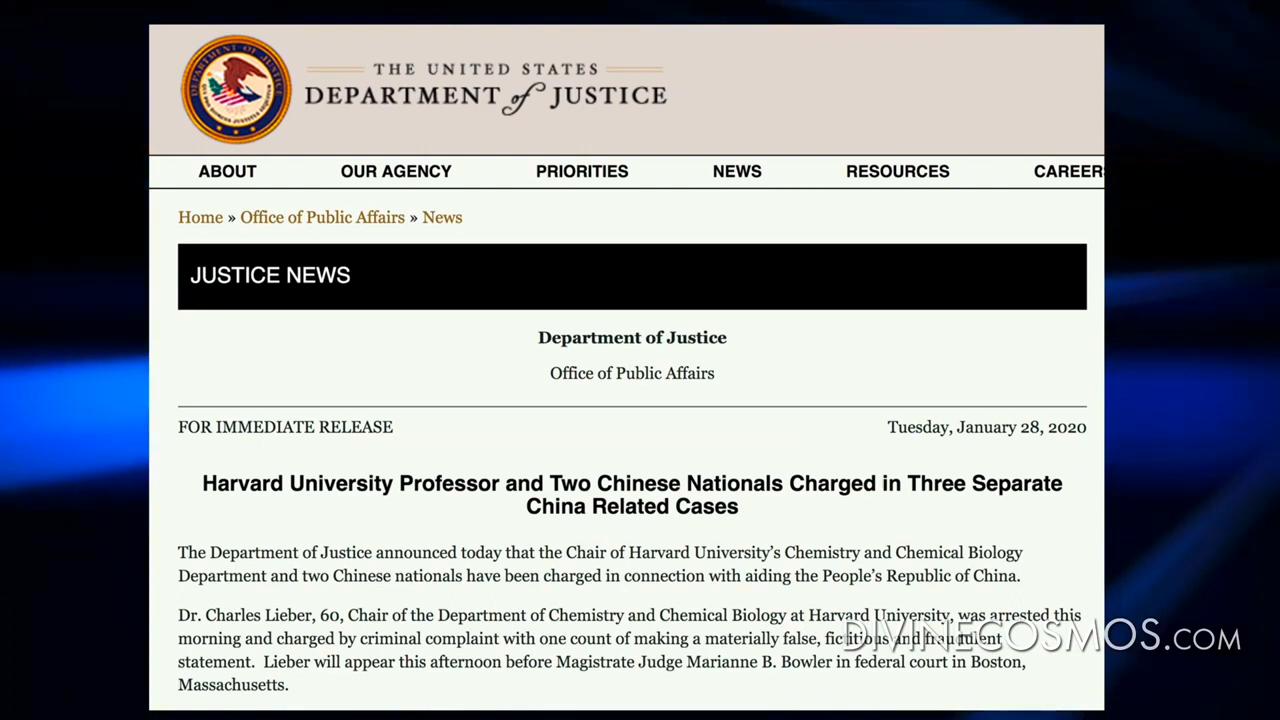 THE UNITED STATES
DEPARTMENT of JUSTICE
ABOUT OUR AGENCY PRIORITIES NEWS RESOURCES CAREERS
Home » Office of Public Affairs » News
JUSTICE NEWS
Department of Justice
Office of Public Affairs
FOR IMMEDIATE RELEASE Tuesday, January 28, 2020
Harvard University Professor and Two Chinese Nationals Charged in Three Separate
China Related Cases
The Department of Justice announced today that the Chair of Harvard University's Chemistry and Chemical Biology
Department and two Chinese nationals have been charged in connection with aiding the People's Republic of China.
Dr. Charles Lieber, 60, Chair of the Department of Chemistry and Chemical Biology at Harvard University, was arrested this
morning and charged by criminal complaint with one count of making a materially false, fictitious and fraudulent
statement. Lieber will appear this afternoon before Magistrate Judge Marianne B. Bowler in federal court in Boston,
Massachusetts.
DIVINECOSMOS.COM